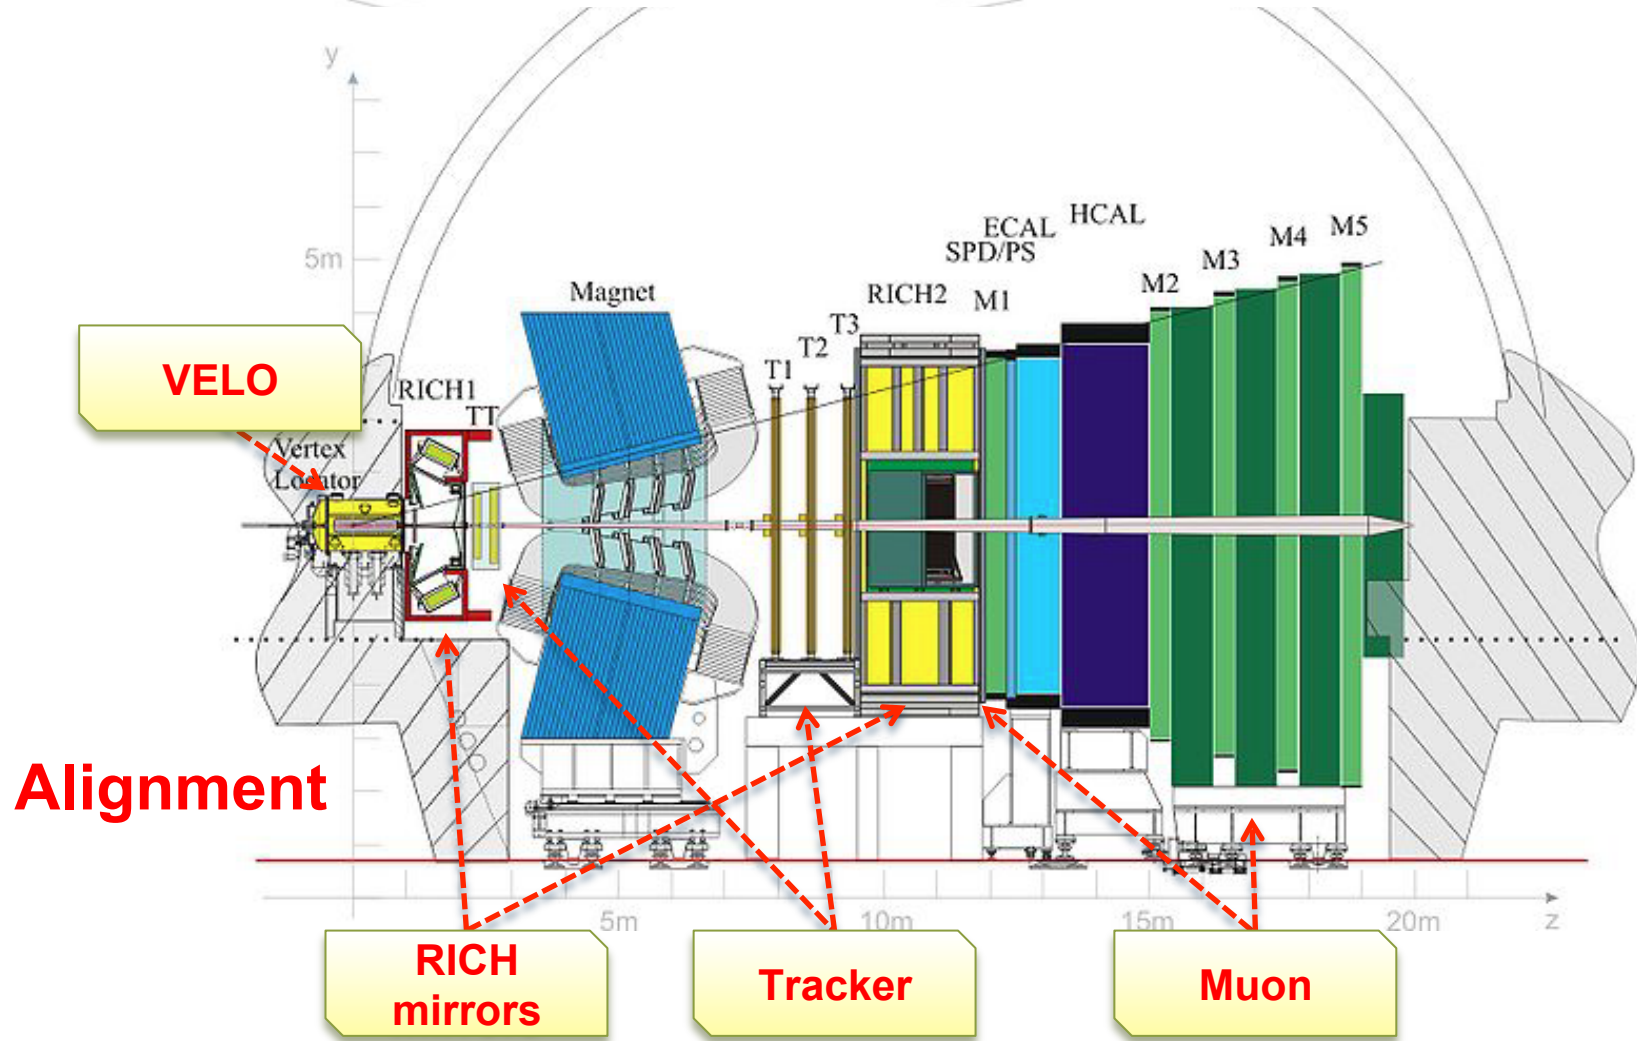 y
5m
HCAL
ECAL
SPD/PS
M5
M4
M3
M2
M1
RICH2
Magnet
T3
T2
T1
VELO
RICH1
TT
Vertex
Locator
Alignment
5m
10m
15m
20m
z
RICH
mirrors
Tracker
Muon